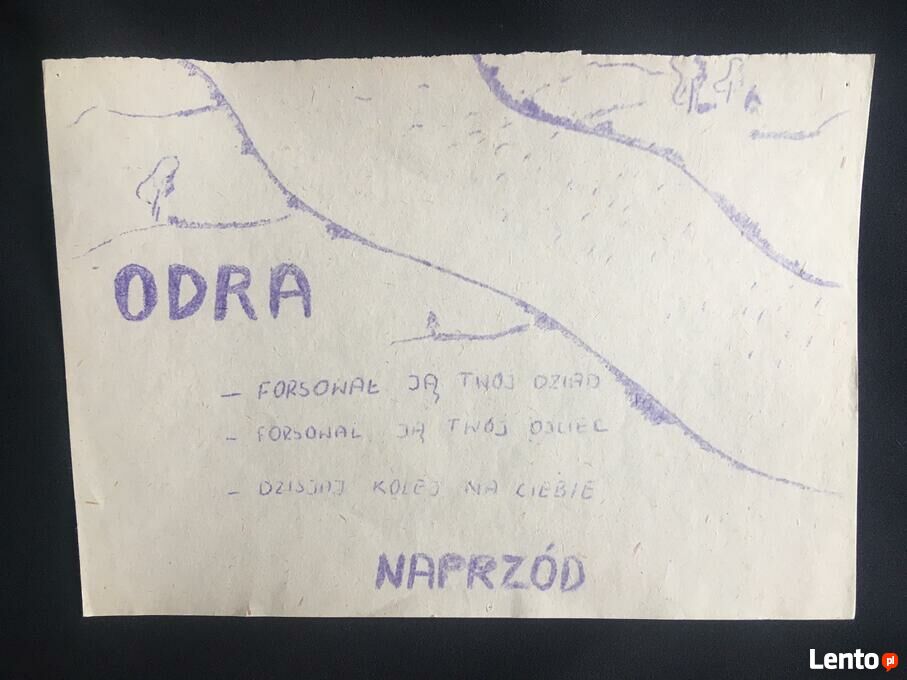 ODRA
- FORSOWAŁ JĄ TWÓJ DZIAD
- FORSOWAŁ JĄ TWÓJ OJCIEC
- DZISIAJ KOLEJ NA CIEBIE
NAPRZÓD
Lento pl